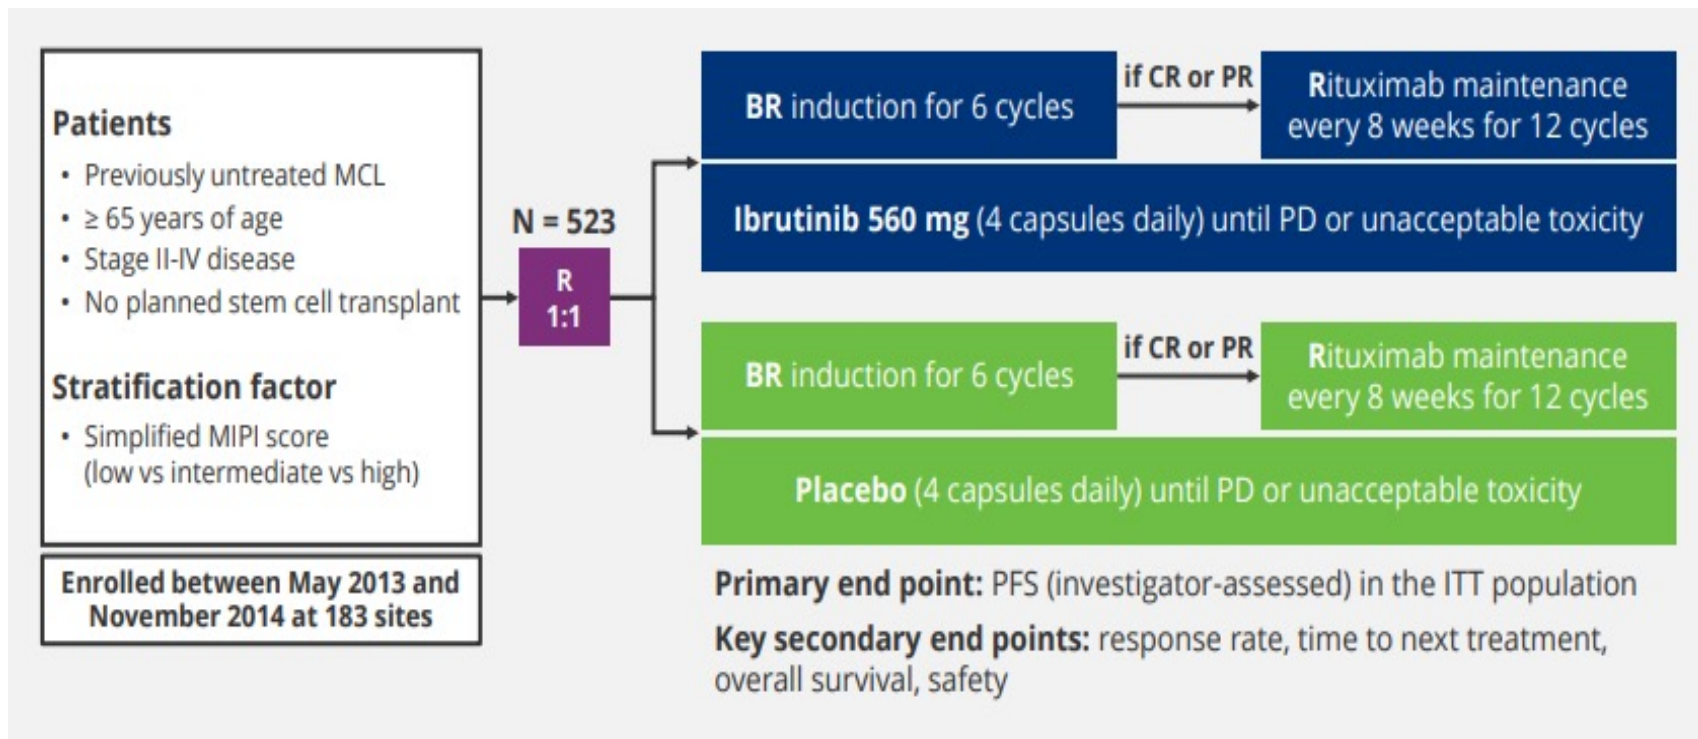 Patients
• Previously untreated MCL
• ≥ 65 years of age
• Stage II-IV disease
• No planned stem cell transplant
Stratification factor
• Simplified MIPI score
(low vs intermediate vs high)
Enrolled between May 2013 and
November 2014 at 183 sites
N = 523
R
1:1
BR induction for 6 cycles
if CR or PR
Rituximab maintenance
every 8 weeks for 12 cycles
Ibrutinib 560 mg (4 capsules daily) until PD or unacceptable toxicity
BR induction for 6 cycles
if CR or PR
Rituximab maintenance
every 8 weeks for 12 cycles
Placebo (4 capsules daily) until PD or unacceptable toxicity
Primary end point: PFS (investigator-assessed) in the ITT population
Key secondary end points: response rate, time to next treatment,
overall survival, safety